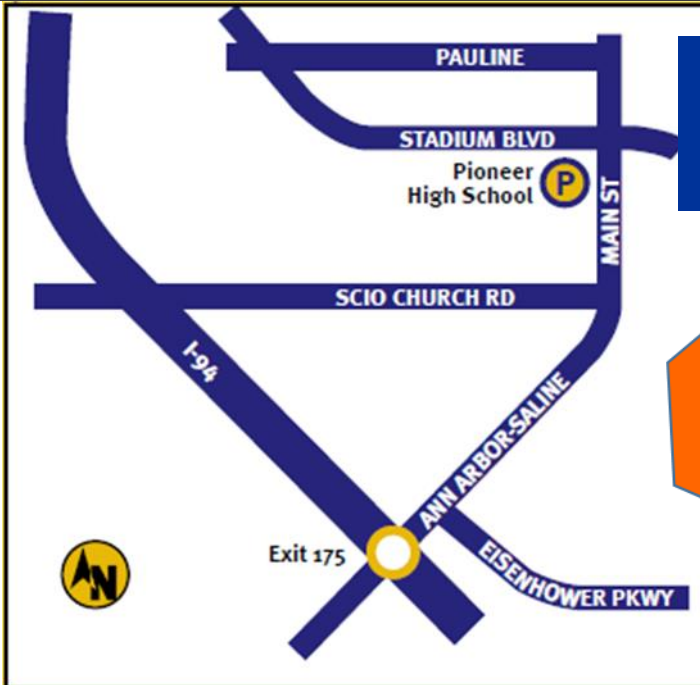 PAULINE
STADIUM BLVD
Pioneer
High School
P
MAIN ST
SCIO CHURCH RD
I-94
ANN ARBOR-SALINE
Exit 175
EISENHOWER PKWY
N